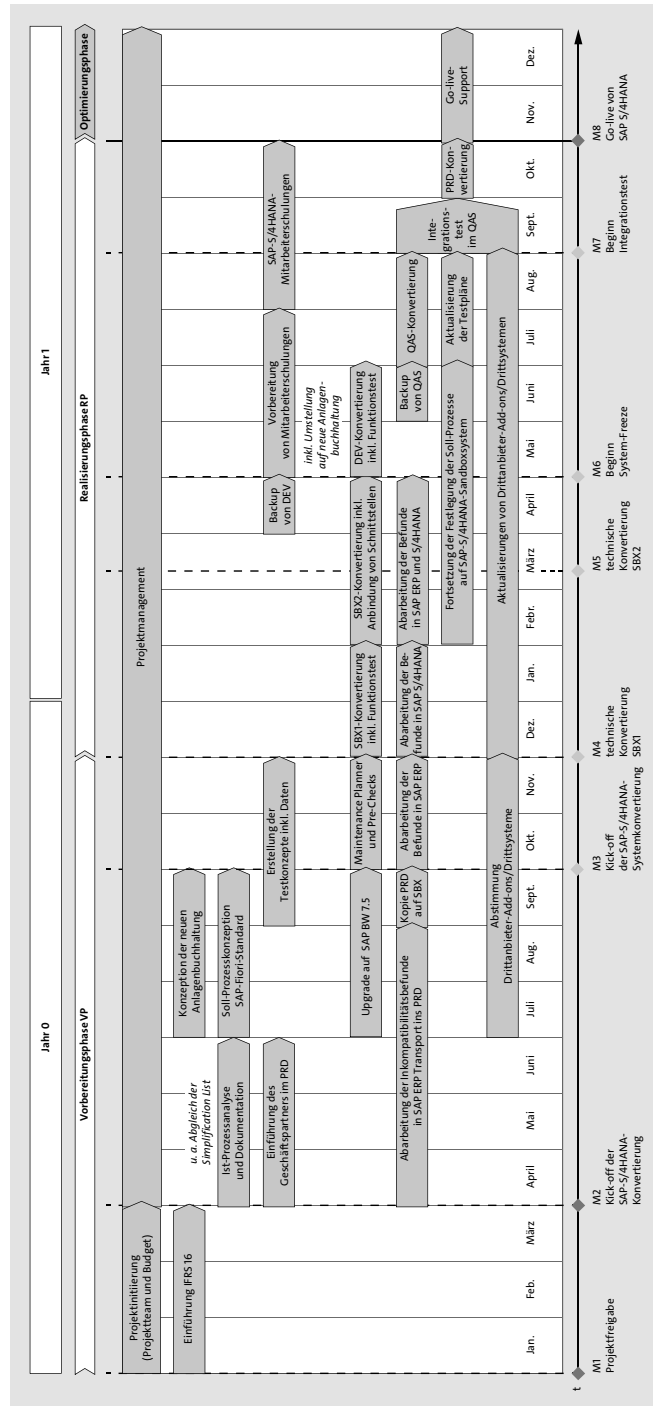 Jahr 0
Jahr 1
Vorbereitungsphase VP
Realisierungsphase RP
Optimierungsphase
Projektinitiierung
(Projektteam und Budget)
Projektmanagement
Einführung IFRS 16
u. a. Abgleich der
Simplification List
Konzeption der neuen
Anlagenbuchhaltung
Ist-Prozessanalyse
und Dokumentation
Soll-Prozesskonzeption
SAP-Fiori-Standard
Einführung des
Geschäftspartners im PRD
Erstellung der
Testkonzepte inkl. Daten
Backup
von DEV
Vorbereitung
von Mitarbeiterschulungen
SAP-S/4HANA-
Mitarbeiterschulungen
inkl. Umstellung
auf neue Anlagen-
buchhaltung
Upgrade auf SAP BW 7.5
Maintenance Planner
und Pre-Checks
SBX1-Konvertierung
inkl. Funktionstest
SBX2-Konvertierung inkl.
Anbindung von Schnittstellen
DEV-Konvertierung
inkl. Funktionstest
Abarbeitung der Inkompatibilitätsbefunde
in SAP ERP Transport ins PRD
Kopie PRD
auf SBX
Abarbeitung der
Befunde in SAP ERP
Abarbeitung der Be-
funde in SAP S/4HANA
Abarbeitung der Befunde
in SAP ERP und S/4HANA
Backup
von QAS
QAS-Konvertierung
Inte-
grations-
test
im QAS
Fortsetzung der Festlegung der Soll-Prozesse
auf SAP-S/4HANA-Sandboxsystem
Aktualisierung
der Testpläne
PRD-Kon-
vertierung
Go-live-
Support
Abstimmung
Drittanbieter-Add-ons/Drittsysteme
Aktualisierungen von Drittanbieter-Add-ons/Drittsystemen
Jan.
Feb.
März
April
Mai
Juni
Juli
Aug.
Sept.
Okt.
Nov.
Dez.
Jan.
Febr.
März
April
Mai
Juni
Juli
Aug.
Sept.
Okt.
Nov.
Dez.
t
M1
Projektfreigabe
M2
Kick-off der
SAP-S/4HANA-
Konvertierung
M3
Kick-off
der SAP-S/4HANA-
Systemkonvertierung
M4
technische
Konvertierung
SBX1
M5
technische
Konvertierung
SBX2
M6
Beginn
System-Freeze
M7
Beginn
Integrationstest
M8
Go-live von
SAP S/4HANA